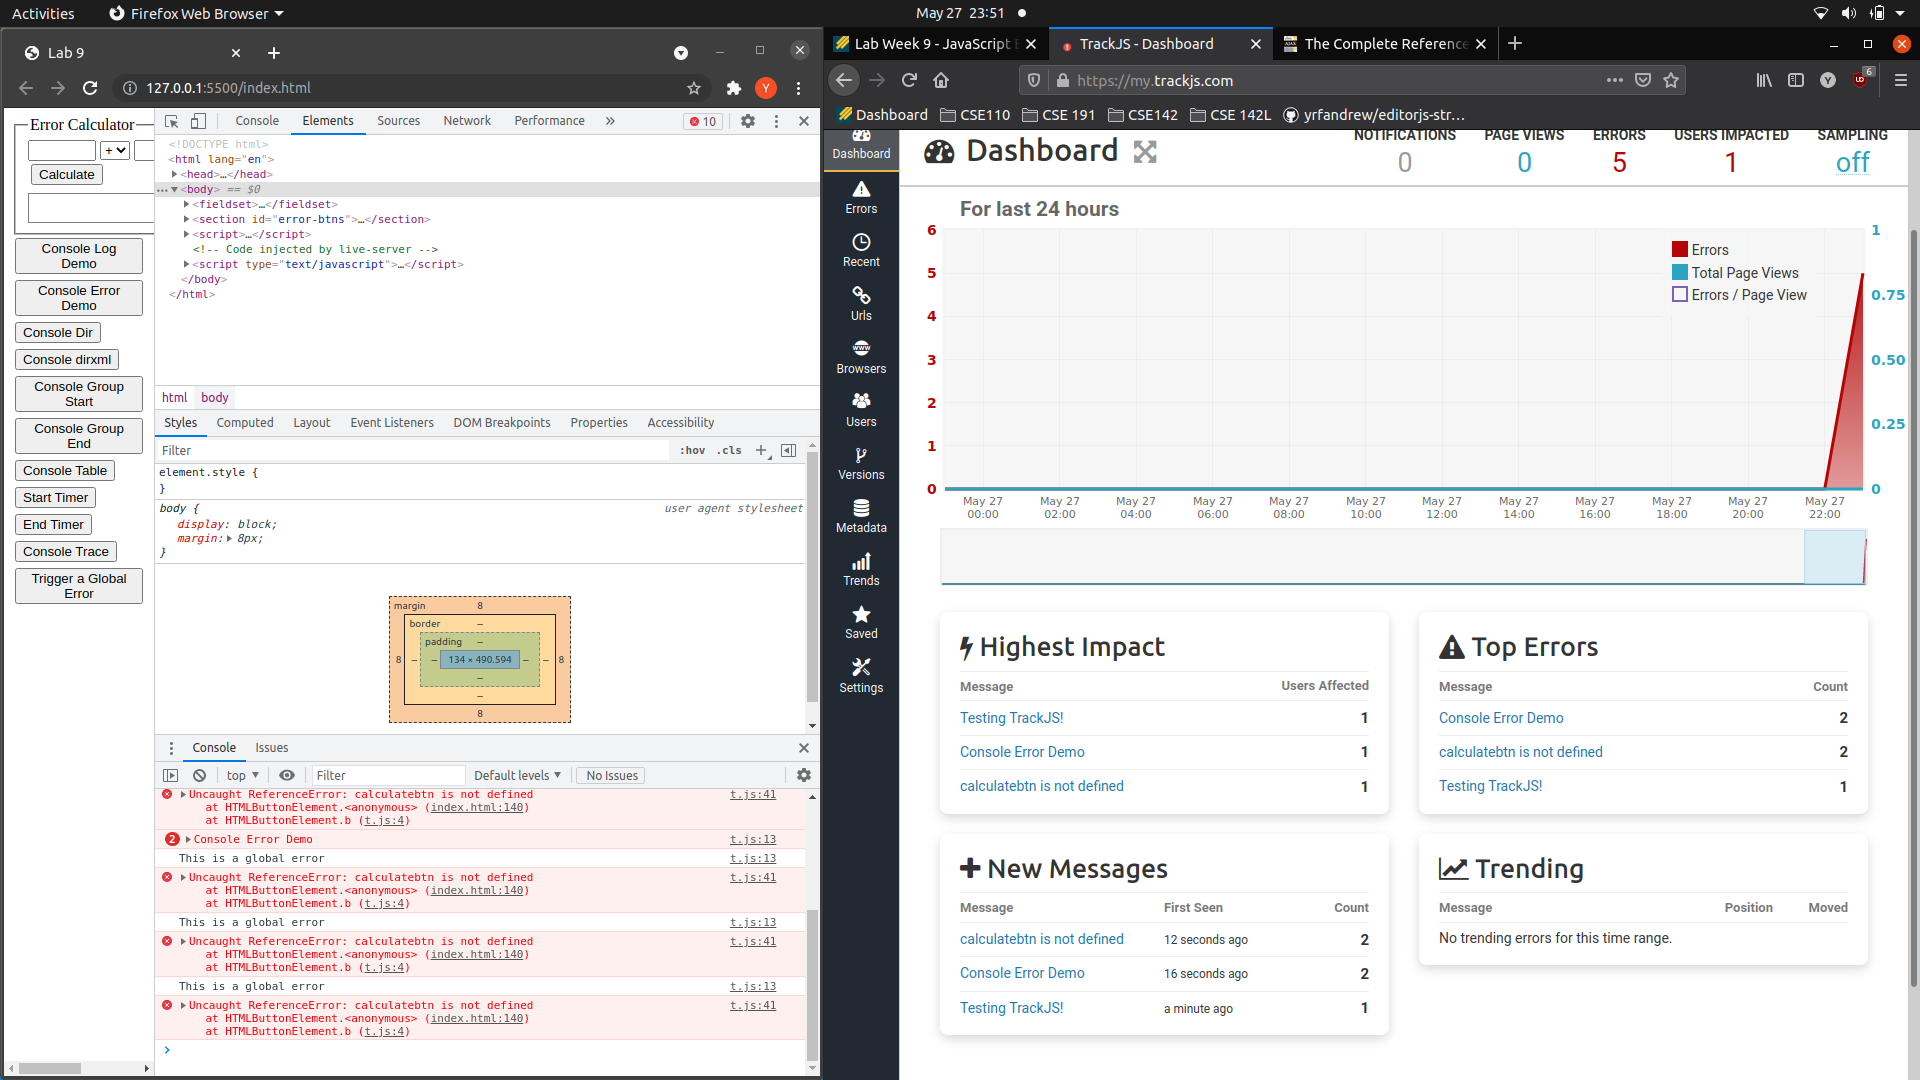 Activities
Firefox Web Browser
May 27 23:51
Lab 9
127.0.0.1:5500/index.html
Y
Error Calculator
+
Calculate
Console Log Demo
Console Error Demo
Console Dir
Console dirxml
Console Group Start
Console Group End
Console Table
Start Timer
End Timer
Console Trace
Trigger a Global Error
Console Elements Sources Network Performance » 10
<!DOCTYPE html>
<html lang="en">
<head>…</head>
<body> == $0
<fieldset>…</fieldset>
<section id="error-btns">…</section>
<script>…</script>
<!-- Code injected by live-server -->
<script type="text/javascript">…</script>
</body>
</html>
html body
Styles Computed Layout Event Listeners DOM Breakpoints Properties Accessibility
Filter :hov .cls
element.style {
}
body { user agent stylesheet
display: block;
margin: 8px;
}
margin 8
border –
padding –
8 – – 134 × 490.594 – – 8
–
–
8
Console Issues
top Filter Default levels No Issues
Uncaught ReferenceError: calculatebtn is not defined t.js:41
at HTMLButtonElement.<anonymous> (index.html:140)
at HTMLButtonElement.b (t.js:4)
2 Console Error Demo t.js:13
This is a global error t.js:13
Uncaught ReferenceError: calculatebtn is not defined t.js:41
at HTMLButtonElement.<anonymous> (index.html:140)
at HTMLButtonElement.b (t.js:4)
This is a global error t.js:13
Uncaught ReferenceError: calculatebtn is not defined t.js:41
at HTMLButtonElement.<anonymous> (index.html:140)
at HTMLButtonElement.b (t.js:4)
This is a global error t.js:13
Uncaught ReferenceError: calculatebtn is not defined t.js:41
at HTMLButtonElement.<anonymous> (index.html:140)
at HTMLButtonElement.b (t.js:4)
Lab Week 9 - JavaScript
TrackJS - Dashboard
The Complete Reference
https://my.trackjs.com
Y
6
Dashboard CSE110 CSE 191 CSE142 CSE 142L yrfandrew/editorjs-str…
Dashboard
Errors
Recent
Urls
www
Browsers
Users
Versions
Metadata
Trends
Saved
Settings
Dashboard
NOTIFICATIONS PAGE VIEWS ERRORS USERS IMPACTED SAMPLING
0 0 5 1 off
For last 24 hours
6
5
4
3
2
1
0
Errors
Total Page Views
Errors / Page View
1
0.75
0.50
0.25
0
May 27 00:00
May 27 02:00
May 27 04:00
May 27 06:00
May 27 08:00
May 27 10:00
May 27 12:00
May 27 14:00
May 27 16:00
May 27 18:00
May 27 20:00
May 27 22:00
Highest Impact
Message Users Affected
Testing TrackJS! 1
Console Error Demo 1
calculatebtn is not defined 1
Top Errors
Message Count
Console Error Demo 2
calculatebtn is not defined 2
Testing TrackJS! 1
New Messages
Message First Seen Count
calculatebtn is not defined 12 seconds ago 2
Console Error Demo 16 seconds ago 2
Testing TrackJS! a minute ago 1
Trending
Message Position Moved
No trending errors for this time range.